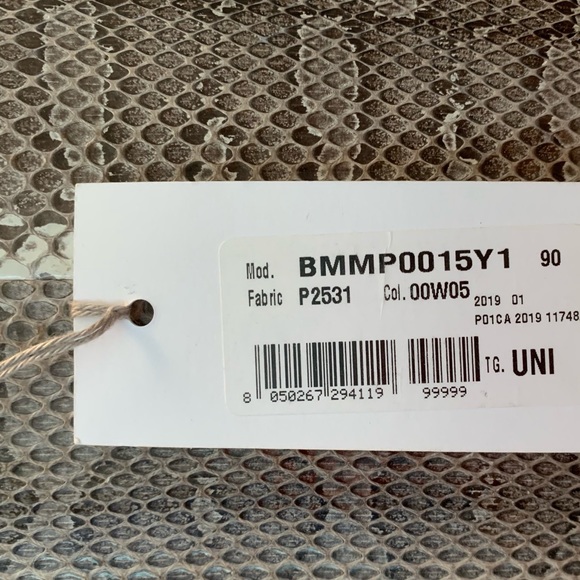 Mod. BMMP0015Y1 90
Fabric P2531 Col. 00W05 2019 01
P01CA 2019 11748
TG. UNI
8 050267 294119 99999